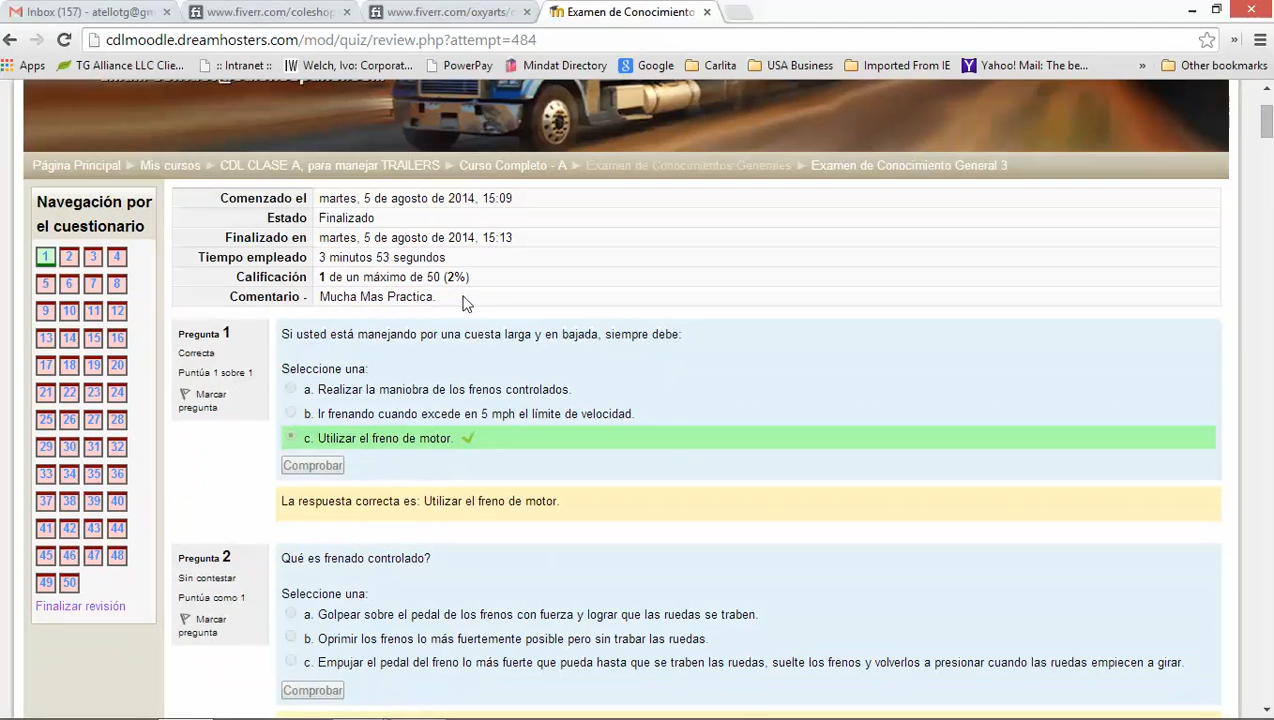 Inbox (157) - atellotg@gm
www.fiverr.com/coleshop
www.fiverr.com/oxyarts/
Examen de Conocimiento
cdlmoodle.dreamhosters.com/mod/quiz/review.php?attempt=484
Apps
TG Alliance LLC Clie...
:: Intranet ::
Welch, Ivo: Corporat...
PowerPay
Mindat Directory
Google
Carlita
USA Business
Imported From IE
Yahoo! Mail: The be...
»
Other bookmarks
Página Principal ► Mis cursos ► CDL CLASE A, para manejar TRAILERS ► Curso Completo - A ► Examen de Conocimentos Generales ► Examen de Conocimiento General 3
Navegación por
el cuestionario
1 2 3 4
5 6 7 8
9 10 11 12
13 14 15 16
17 18 19 20
21 22 23 24
25 26 27 28
29 30 31 32
33 34 35 36
37 38 39 40
41 42 43 44
45 46 47 48
49 50
Finalizar revisión
Comenzado el martes, 5 de agosto de 2014, 15:09
Estado Finalizado
Finalizado en martes, 5 de agosto de 2014, 15:13
Tiempo empleado 3 minutos 53 segundos
Calificación 1 de un máximo de 50 (2%)
Comentario - Mucha Mas Practica.
Pregunta 1
Correcta
Puntúa 1 sobre 1
Marcar
pregunta
Si usted está manejando por una cuesta larga y en bajada, siempre debe:
Seleccione una:
a. Realizar la maniobra de los frenos controlados.
b. Ir frenando cuando excede en 5 mph el límite de velocidad.
c. Utilizar el freno de motor.
Comprobar
La respuesta correcta es: Utilizar el freno de motor.
Pregunta 2
Sin contestar
Puntúa como 1
Marcar
pregunta
Qué es frenado controlado?
Seleccione una:
a. Golpear sobre el pedal de los frenos con fuerza y lograr que las ruedas se traben.
b. Oprimir los frenos lo más fuertemente posible pero sin trabar las ruedas.
c. Empujar el pedal del freno lo más fuerte que pueda hasta que se traben las ruedas, suelte los frenos y volverlos a presionar cuando las ruedas empiecen a girar.
Comprobar